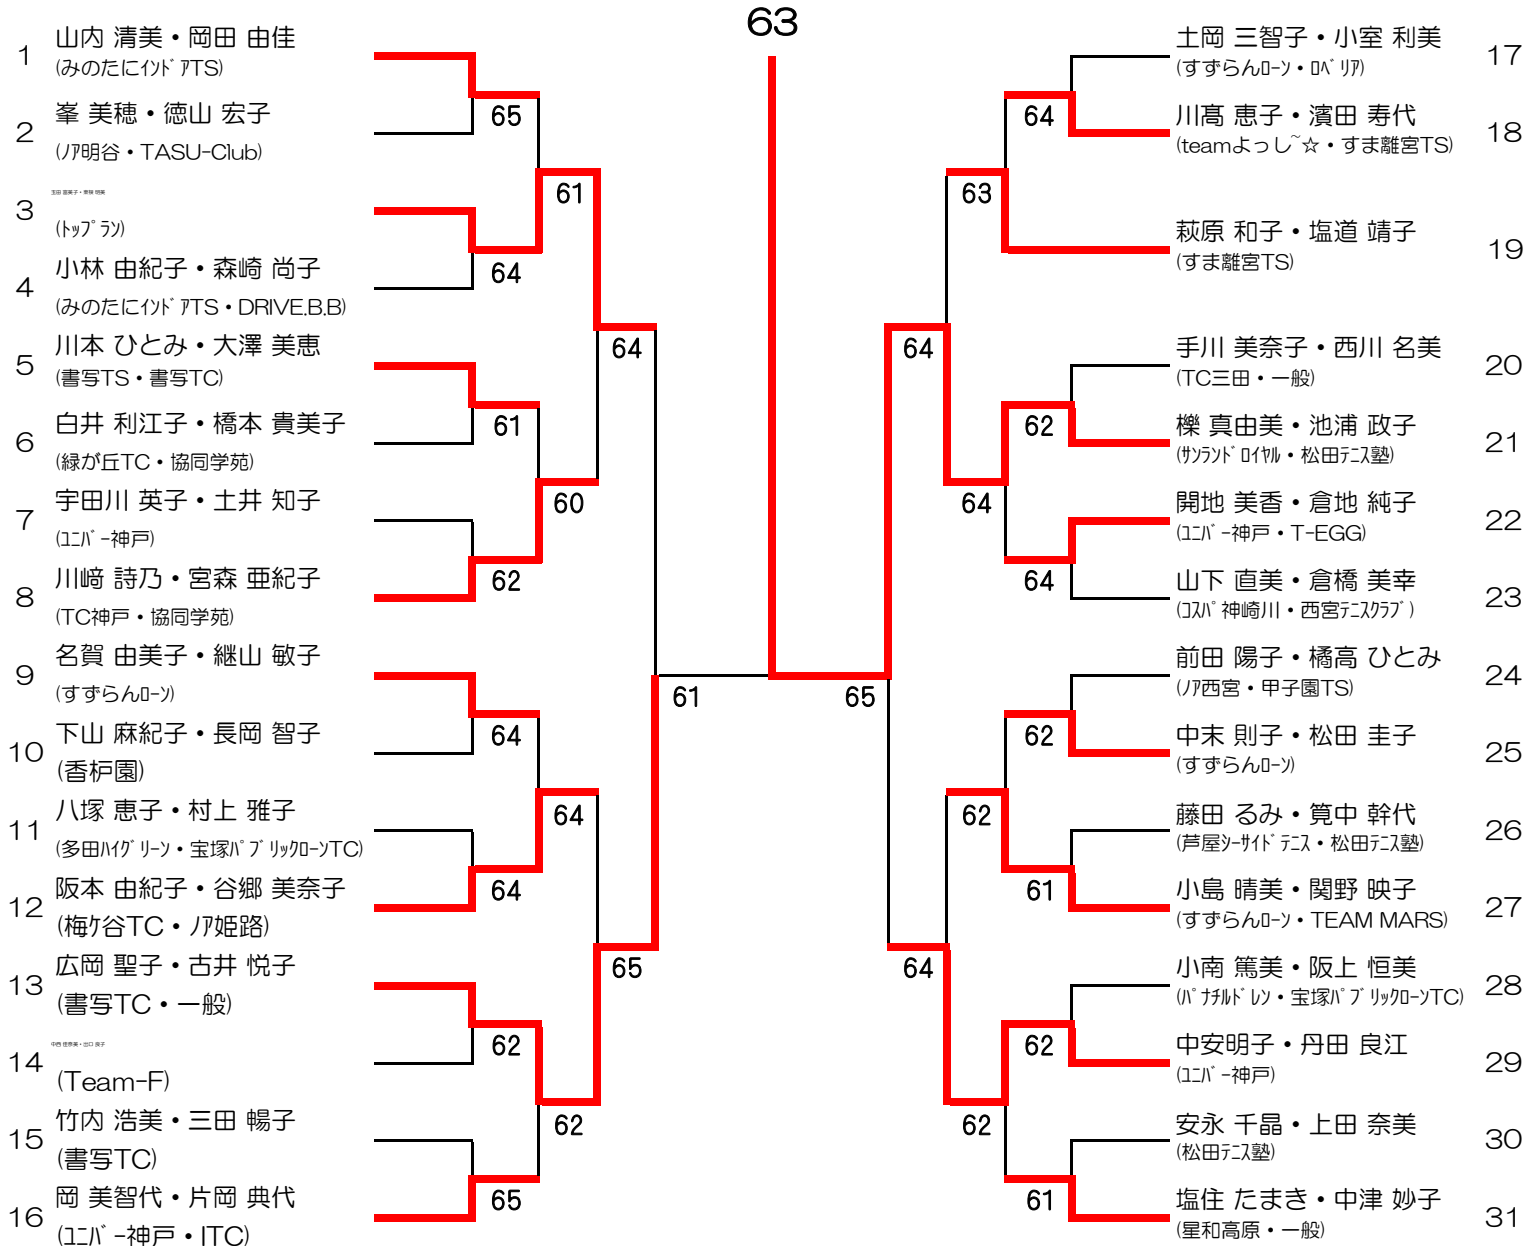 63
1
山内 清美・岡田 由佳
(みのたにｲﾝﾄﾞｱTS)
2
峯 美穂・徳山 宏子
(ﾉｱ明谷・TASU-Club)
3
(ﾄｯﾌﾟﾗﾝ)
4
小林 由紀子・森崎 尚子
(みのたにｲﾝﾄﾞｱTS・DRIVE.B.B)
5
川本 ひとみ・大澤 美恵
(書写TS・書写TC)
6
白井 利江子・橋本 貴美子
(緑が丘TC・協同学苑)
7
宇田川 英子・土井 知子
(ﾕﾆﾊﾞｰ神戸)
8
川﨑 詩乃・宮森 亜紀子
(TC神戸・協同学苑)
9
名賀 由美子・継山 敏子
(すずらんﾛｰﾝ)
10
下山 麻紀子・長岡 智子
(香枦園)
11
八塚 恵子・村上 雅子
(多田ﾊｲｸﾞﾘｰﾝ・宝塚ﾊﾟﾌﾞﾘｯｸﾛｰﾝTC)
12
阪本 由紀子・谷郷 美奈子
(梅ｹ谷TC・ﾉｱ姫路)
13
広岡 聖子・古井 悦子
(書写TC・一般)
14
(Team-F)
15
竹内 浩美・三田 暢子
(書写TC)
16
岡 美智代・片岡 典代
(ﾕﾆﾊﾞｰ神戸・ITC)
65
64
61
62
64
64
62
65
61
60
64
62
64
65
61
65
64
64
63
64
62
62
64
62
64
62
61
62
61
土岡 三智子・小室 利美
(すずらんﾛｰﾝ・ﾛﾍﾞﾘｱ)
17
川髙 恵子・濱田 寿代
(teamよっし~☆・すま離宮TS)
18
萩原 和子・塩道 靖子
(すま離宮TS)
19
手川 美奈子・西川 名美
(TC三田・一般)
20
櫟 真由美・池浦 政子
(ｻﾝﾗﾝﾄﾞﾛｲﾔﾙ・松田ﾃﾆｽ塾)
21
開地 美香・倉地 純子
(ﾕﾆﾊﾞｰ神戸・T-EGG)
22
山下 直美・倉橋 美幸
(ｺｽﾊﾟ神崎川・西宮ﾃﾆｽｸﾗﾌﾞ)
23
前田 陽子・橘高 ひとみ
(ﾉｱ西宮・甲子園TS)
24
中末 則子・松田 圭子
(すずらんﾛｰﾝ)
25
藤田 るみ・筧中 幹代
(芦屋ｼｰｻｲﾄﾞﾃﾆｽ・松田ﾃﾆｽ塾)
26
小島 晴美・関野 映子
(すずらんﾛｰﾝ・TEAM MARS)
27
小南 篤美・阪上 恒美
(ﾊﾟﾅﾁﾙﾄﾞﾚﾝ・宝塚ﾊﾟﾌﾞﾘｯｸﾛｰﾝTC)
28
中安明子・丹田 良江
(ﾕﾆﾊﾞｰ神戸)
29
安永 千晶・上田 奈美
(松田ﾃﾆｽ塾)
30
塩住 たまき・中津 妙子
(星和高原・一般)
31